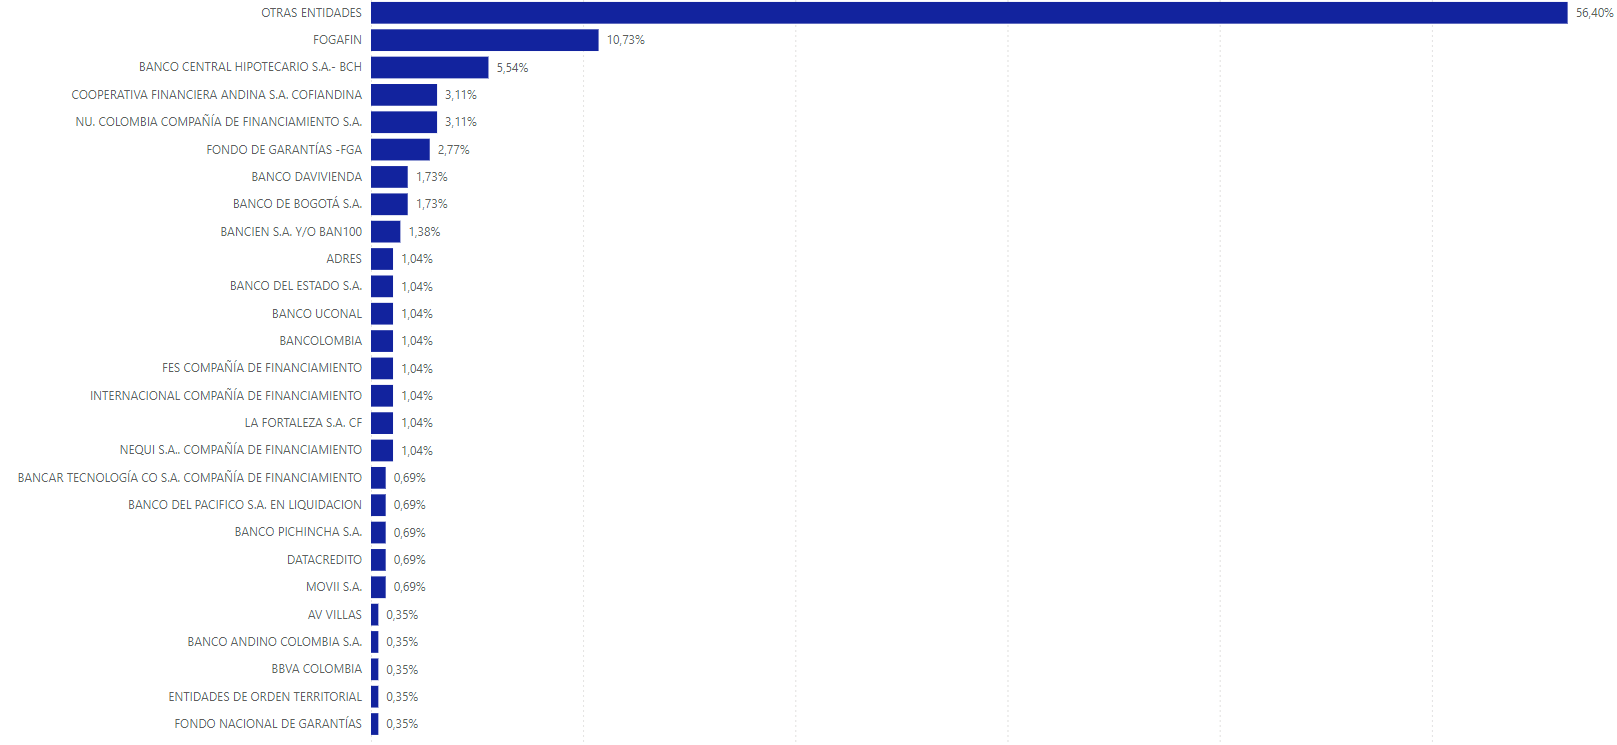 OTRAS ENTIDADES 56,40%
FOGAFIN 10,73%
BANCO CENTRAL HIPOTECARIO S.A.- BCH 5,54%
COOPERATIVA FINANCIERA ANDINA S.A. COFIANDINA 3,11%
NU. COLOMBIA COMPAÑÍA DE FINANCIAMIENTO S.A. 3,11%
FONDO DE GARANTÍAS -FGA 2,77%
BANCO DAVIVIENDA 1,73%
BANCO DE BOGOTÁ S.A. 1,73%
BANCIEN S.A. Y/O BAN100 1,38%
ADRES 1,04%
BANCO DEL ESTADO S.A. 1,04%
BANCO UCONAL 1,04%
BANCOLOMBIA 1,04%
FES COMPAÑÍA DE FINANCIAMIENTO 1,04%
INTERNACIONAL COMPAÑÍA DE FINANCIAMIENTO 1,04%
LA FORTALEZA S.A. CF 1,04%
NEQUI S.A.. COMPAÑÍA DE FINANCIAMIENTO 1,04%
BANCAR TECNOLOGÍA CO S.A. COMPAÑÍA DE FINANCIAMIENTO 0,69%
BANCO DEL PACIFICO S.A. EN LIQUIDACION 0,69%
BANCO PICHINCHA S.A. 0,69%
DATACREDITO 0,69%
MOVII S.A. 0,69%
AV VILLAS 0,35%
BANCO ANDINO COLOMBIA S.A. 0,35%
BBVA COLOMBIA 0,35%
ENTIDADES DE ORDEN TERRITORIAL 0,35%
FONDO NACIONAL DE GARANTÍAS 0,35%